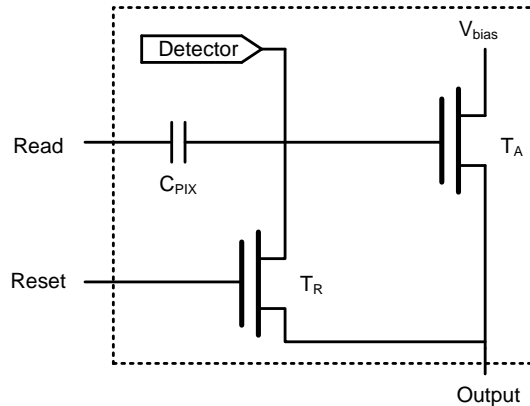 Detector
V_bias
Read
C_PIX
T_A
Reset
T_R
Output